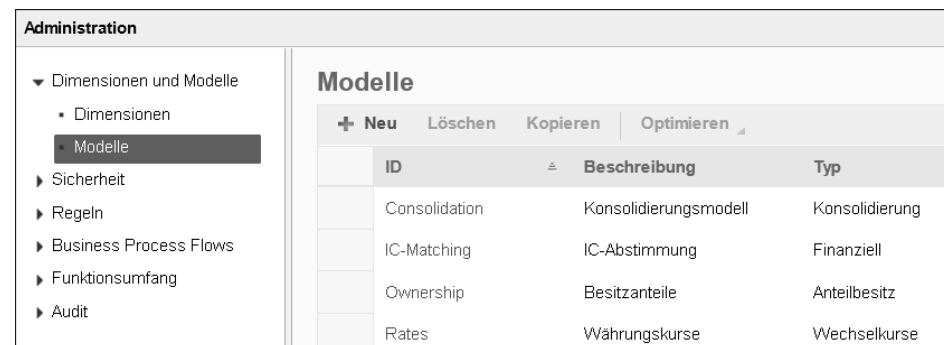 Administration
Dimensionen und Modelle
Dimensionen
Modelle
Sicherheit
Regeln
Business Process Flows
Funktionsumfang
Audit
Modelle
Neu Löschen Kopieren Optimieren
ID Beschreibung Typ
Consolidation Konsolidierungsmodell Konsolidierung
IC-Matching IC-Abstimmung Finanziell
Ownership Besitzanteile Anteilbesitz
Rates Währungskurse Wechselkurse